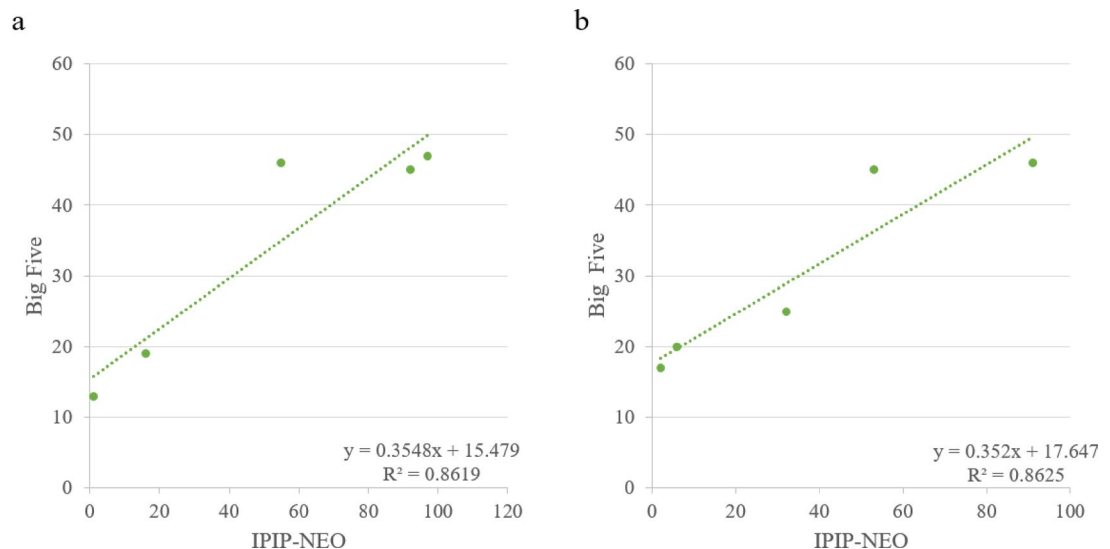 a
60
50
40
30
20
10
0
Big Five
0 20 40 60 80 100 120
IPIP-NEO
y = 0.3548x + 15.479
R² = 0.8619
b
60
50
40
30
20
10
0
Big Five
0 20 40 60 80 100
IPIP-NEO
y = 0.352x + 17.647
R² = 0.8625